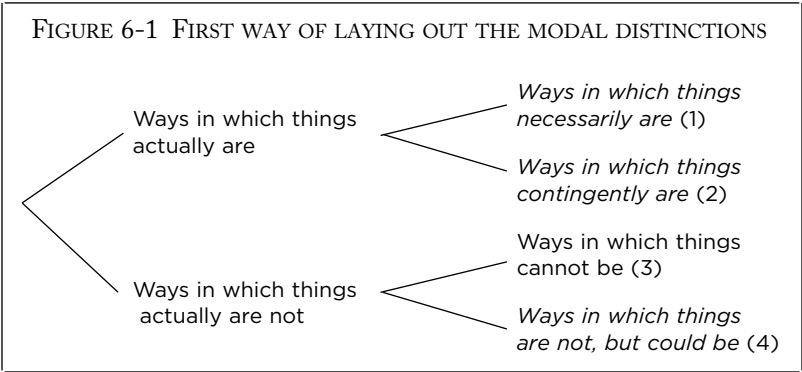 FIGURE 6-1 FIRST WAY OF LAYING OUT THE MODAL DISTINCTIONS
Ways in which things
actually are
Ways in which things
necessarily are (1)
Ways in which things
contingently are (2)
Ways in which things
actually are not
Ways in which things
cannot be (3)
Ways in which things
are not, but could be (4)